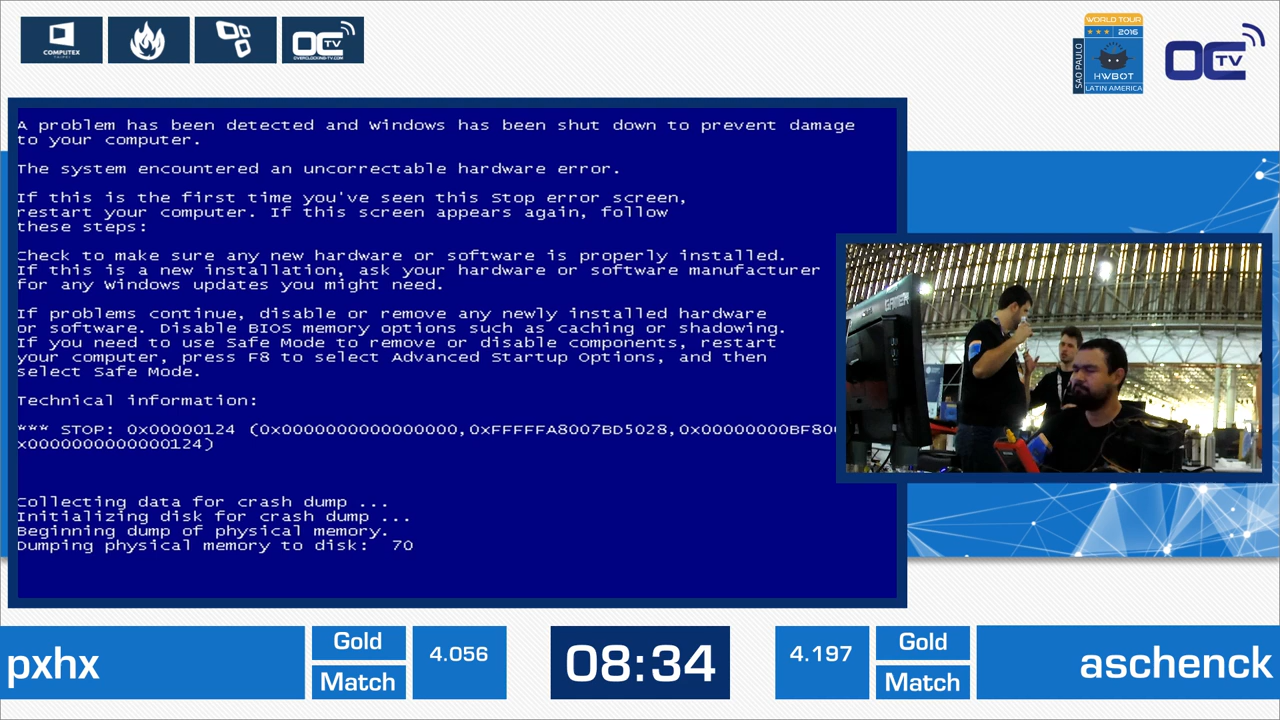 COMPUTEX
TAIPEI
OC TV
OVERCLOCKING-TV.COM
WORLD TOUR
2016
SAO PAULO
HWBOT
LATIN AMERICA
OC TV
A problem has been detected and Windows has been shut down to prevent damage
to your computer.
The system encountered an uncorrectable hardware error.
If this is the first time you've seen this Stop error screen,
restart your computer. If this screen appears again, follow
these steps:
Check to make sure any new hardware or software is properly installed.
If this is a new installation, ask your hardware or software manufacturer
for any Windows updates you might need.
If problems continue, disable or remove any newly installed hardware
or software. Disable BIOS memory options such as caching or shadowing.
If you need to use Safe Mode to remove or disable components, restart
your computer, press F8 to select Advanced Startup Options, and then
select Safe Mode.
Technical information:
*** STOP: 0x00000124 (0x0000000000000000,0xFFFFFA8007BD5028,0x00000000BF80
x0000000000000124)
Collecting data for crash dump ...
Initializing disk for crash dump ...
Beginning dump of physical memory.
Dumping physical memory to disk: 70
pxhx
Gold
Match
4.056
08:34
4.197
Gold
Match
aschenck